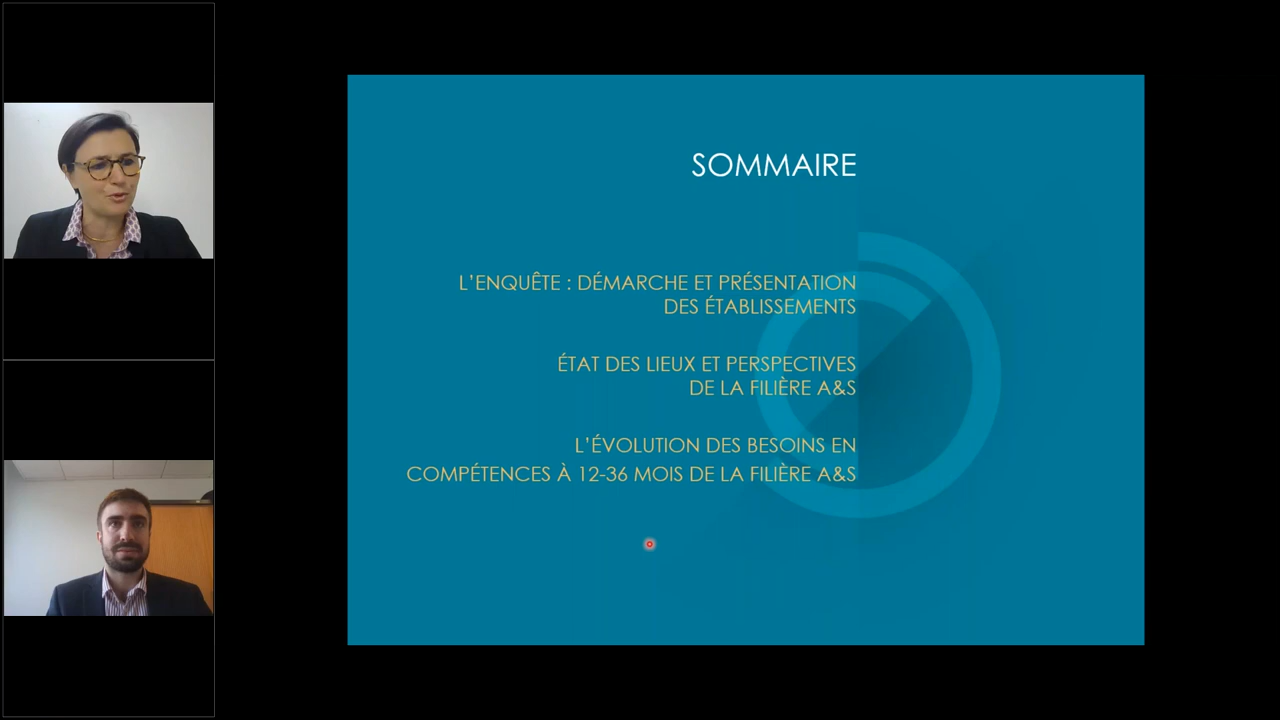 SOMMAIRE
L'ENQUÊTE : DÉMARCHE ET PRÉSENTATION
DES ÉTABLISSEMENTS
ÉTAT DES LIEUX ET PERSPECTIVES
DE LA FILIÈRE A&S
L'ÉVOLUTION DES BESOINS EN
COMPÉTENCES À 12-36 MOIS DE LA FILIÈRE A&S